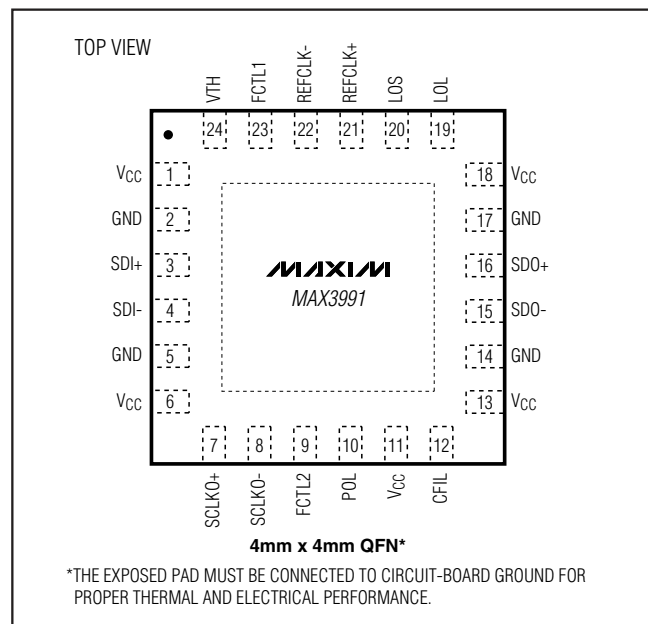 TOP VIEW
VTH
FCTL1
REFCLK-
REFCLK+
LOS
LOL
24
23
22
21
20
19
VCC
1
18
VCC
GND
2
17
GND
SDI+
3
16
SDO+
MAXIM
MAX3991
SDI-
4
15
SDO-
GND
5
14
GND
VCC
6
13
VCC
7
8
9
10
11
12
SCLKO+
SCLKO-
FCTL2
POL
VCC
CFIL
4mm x 4mm QFN*
*THE EXPOSED PAD MUST BE CONNECTED TO CIRCUIT-BOARD GROUND FOR
PROPER THERMAL AND ELECTRICAL PERFORMANCE.